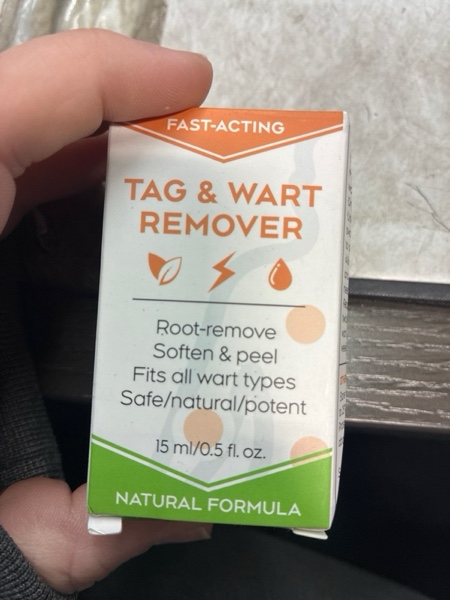 FAST-ACTING
TAG & WART
REMOVER
Root-remove
Soften & peel
Fits all wart types
Safe/natural/potent
15 ml/0.5 fl. oz.
NATURAL FORMULA